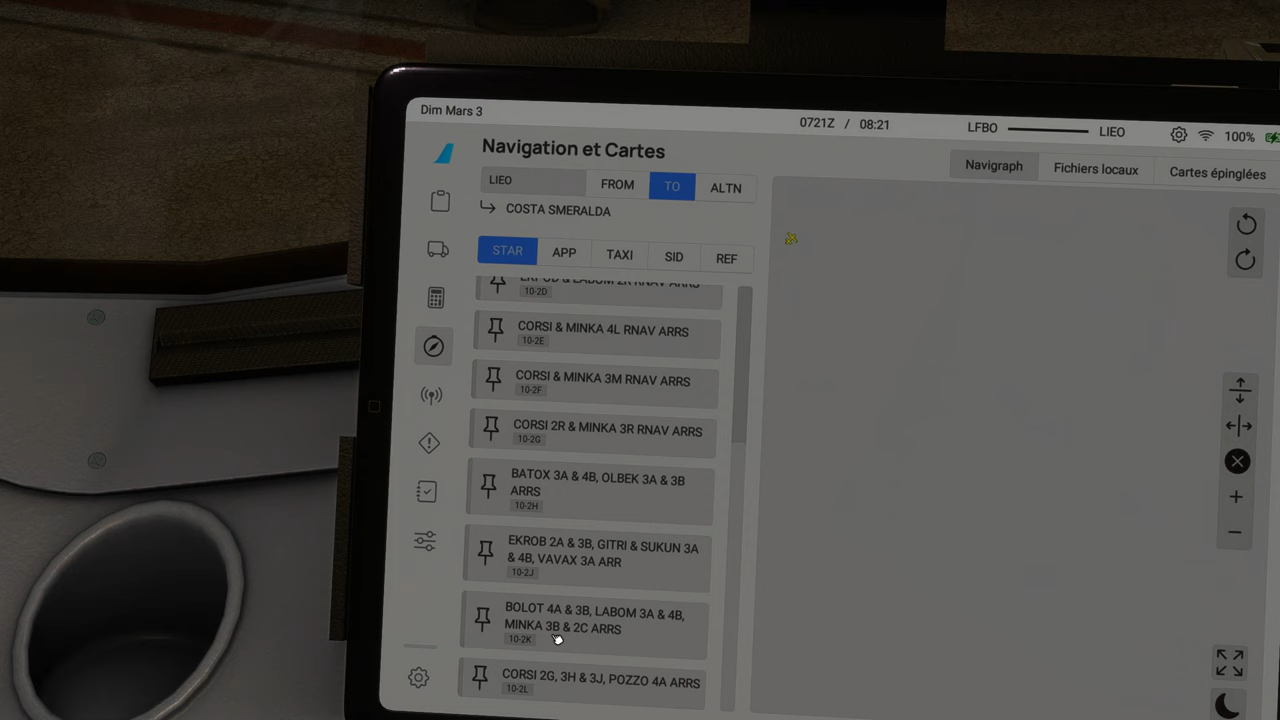 Dim Mars 3
0721Z / 08:21
LFBO
LIEO
100%
Navigation et Cartes
Navigraph
Fichiers locaux
Cartes épinglées
LIEO
FROM
TO
ALTN
COSTA SMERALDA
STAR
APP
TAXI
SID
REF
& LABOM 2R RNAV ARRS
10-2D
CORSI & MINKA 4L RNAV ARRS
10-2E
CORSI & MINKA 3M RNAV ARRS
10-2F
CORSI 2R & MINKA 3R RNAV ARRS
10-2G
BATOX 3A & 4B, OLBEK 3A & 3B
ARRS
10-2H
EKROB 2A & 3B, GITRI & SUKUN 3A
& 4B, VAVAX 3A ARR
10-2J
BOLOT 4A & 3B, LABOM 3A & 4B,
MINKA 3B & 2C ARRS
10-2K
CORSI 2G, 3H & 3J, POZZO 4A ARRS
10-2L